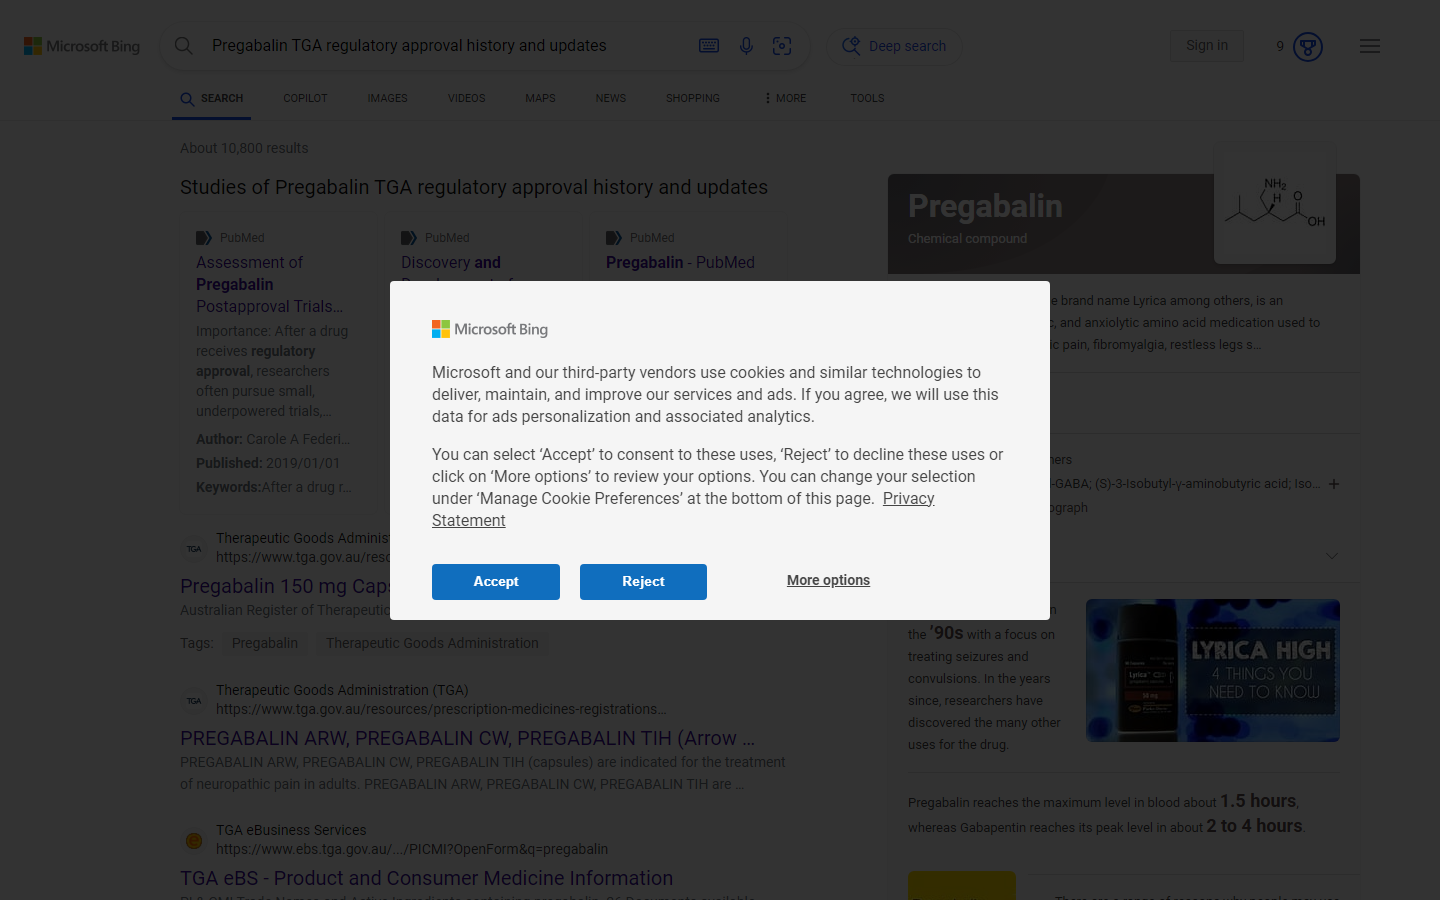 Microsoft Bing
Pregabalin TGA regulatory approval history and updates
Deep search
Sign in
9
SEARCH
COPILOT
IMAGES
VIDEOS
MAPS
NEWS
SHOPPING
MORE
TOOLS
About 10,800 results
Studies of Pregabalin TGA regulatory approval history and updates
PubMed
Assessment of
Pregabalin
Postapproval Trials...
Importance: After a drug
receives regulatory
approval, researchers
often pursue small,
underpowered trials,...
Author: Carole A Federi...
Published: 2019/01/01
Keywords:After a drug r...
PubMed
Discovery and
PubMed
Pregabalin - PubMed
Microsoft Bing
Microsoft and our third-party vendors use cookies and similar technologies to
deliver, maintain, and improve our services and ads. If you agree, we will use this
data for ads personalization and associated analytics.
You can select ‘Accept’ to consent to these uses, ‘Reject’ to decline these uses or
click on ‘More options’ to review your options. You can change your selection
under ‘Manage Cookie Preferences’ at the bottom of this page. Privacy
Statement
Accept
Reject
More options
TGA
Therapeutic Goods Adminis
https://www.tga.gov.au/resc
Pregabalin 150 mg Caps
Australian Register of Therapeutic
Tags: Pregabalin Therapeutic Goods Administration
TGA
Therapeutic Goods Administration (TGA)
https://www.tga.gov.au/resources/prescription-medicines-registrations...
PREGABALIN ARW, PREGABALIN CW, PREGABALIN TIH (Arrow ...
PREGABALIN ARW, PREGABALIN CW, PREGABALIN TIH (capsules) are indicated for the treatment
of neuropathic pain in adults. PREGABALIN ARW, PREGABALIN CW, PREGABALIN TIH are ...
TGA eBusiness Services
https://www.ebs.tga.gov.au/.../PICMI?OpenForm&q=pregabalin
TGA eBS - Product and Consumer Medicine Information
Pregabalin
Chemical compound
NH2
H
O
OH
e brand name Lyrica among others, is an
c, and anxiolytic amino acid medication used to
ic pain, fibromyalgia, restless legs s...
hers
-GABA; (S)-3-Isobutyl-γ-aminobutyric acid; Iso...
ograph
n
the '90s with a focus on
treating seizures and
convulsions. In the years
since, researchers have
discovered the many other
uses for the drug.
Lyrica
LYRICA HIGH
4 THINGS YOU
NEED TO KNOW
Pregabalin reaches the maximum level in blood about 1.5 hours,
whereas Gabapentin reaches its peak level in about 2 to 4 hours.